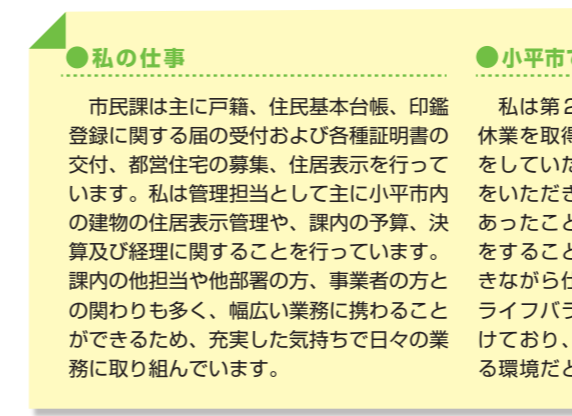 ●私の仕事
市民課は主に戸籍、住民基本台帳、印鑑
登録に関する届の受付および各種証明書の
交付、都営住宅の募集、住居表示を行って
います。私は管理担当として主に小平市内
の建物の住居表示管理や、課内の予算、決
算及び経理に関することを行っています。
課内の他担当や他部署の方、事業者の方と
の関わりも多く、幅広い業務に携わること
ができるため、充実した気持ちで日々の業
務に取り組んでいます。
●小平市で
私は第2
休業を取得
をしていた
をいただき
あったこと
をすること
きながら仕
ライフバラ
けており、
る環境だと